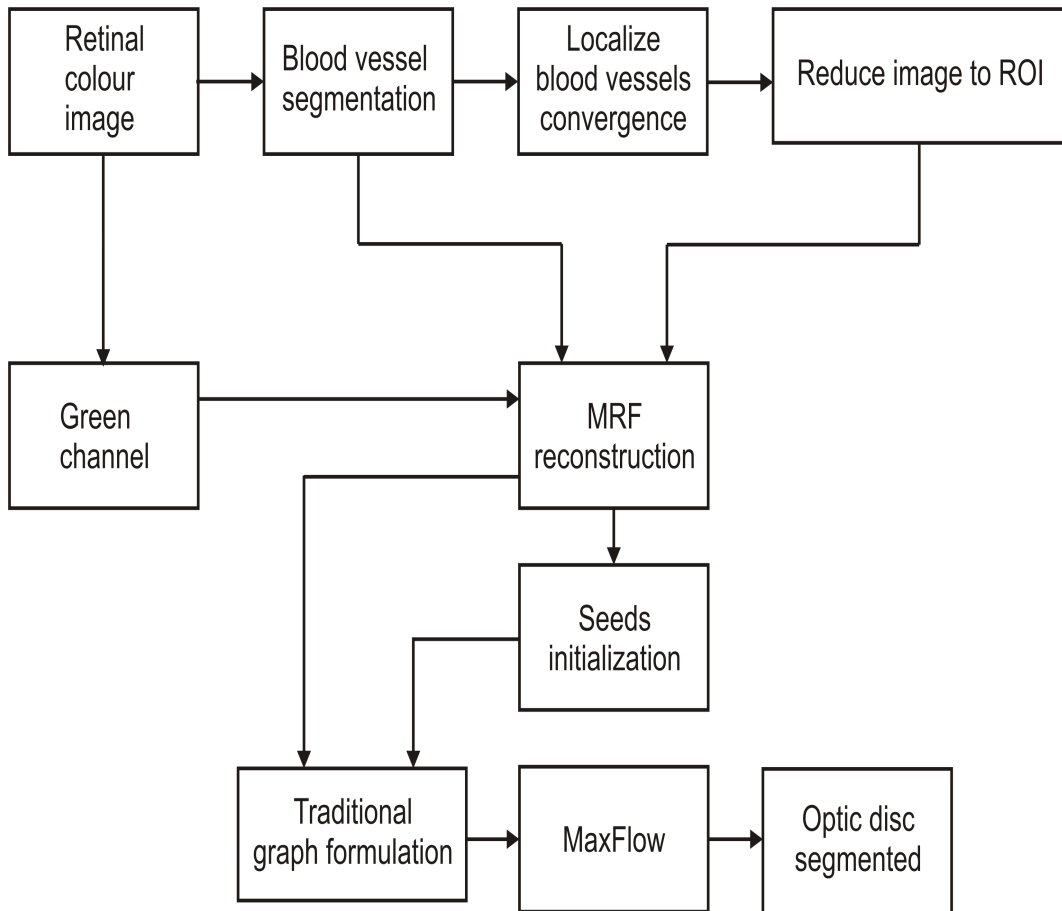 Retinal
colour
image
Blood vessel
segmentation
Localize
blood vessels
convergence
Reduce image to ROI
Green
channel
MRF
reconstruction
Seeds
initialization
Traditional
graph formulation
MaxFlow
Optic disc
segmented